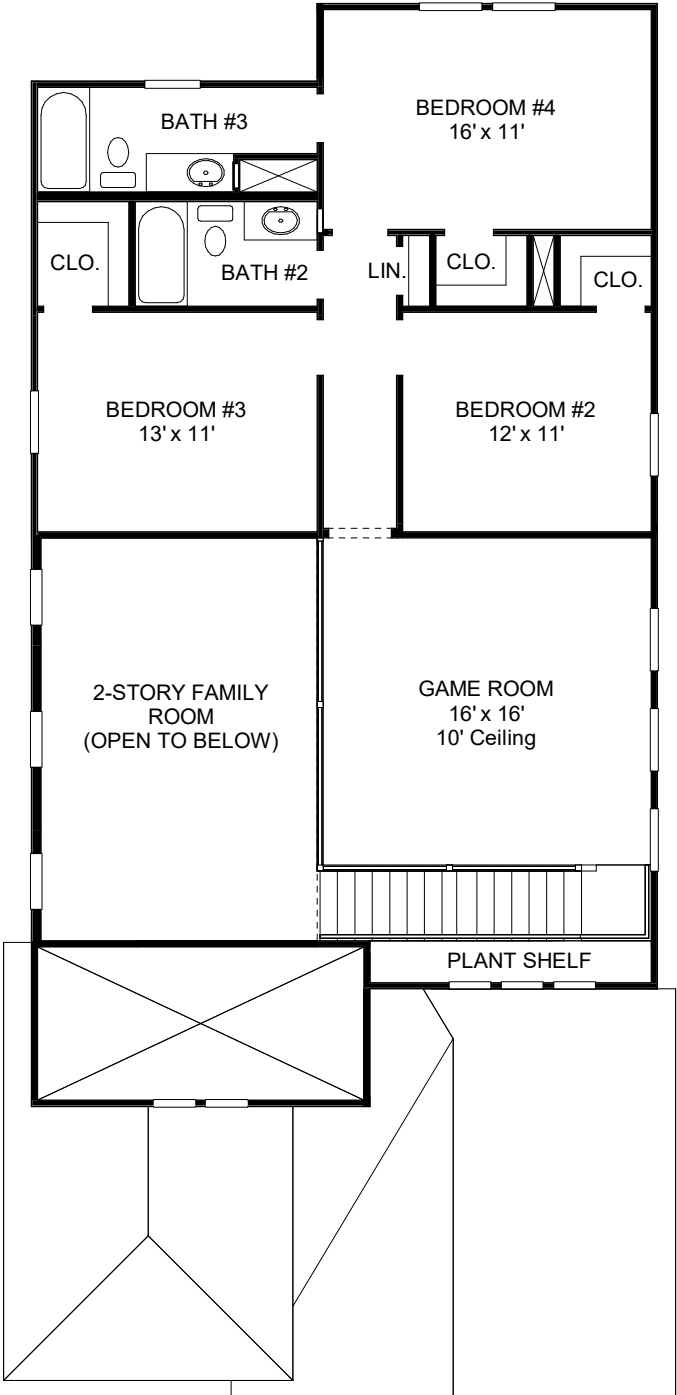 BEDROOM #4
16' x 11'
BATH #3
CLO.
BATH #2
LIN.
CLO.
CLO.
BEDROOM #3
13' x 11'
BEDROOM #2
12' x 11'
2-STORY FAMILY
ROOM
(OPEN TO BELOW)
GAME ROOM
16' x 16'
10' Ceiling
PLANT SHELF